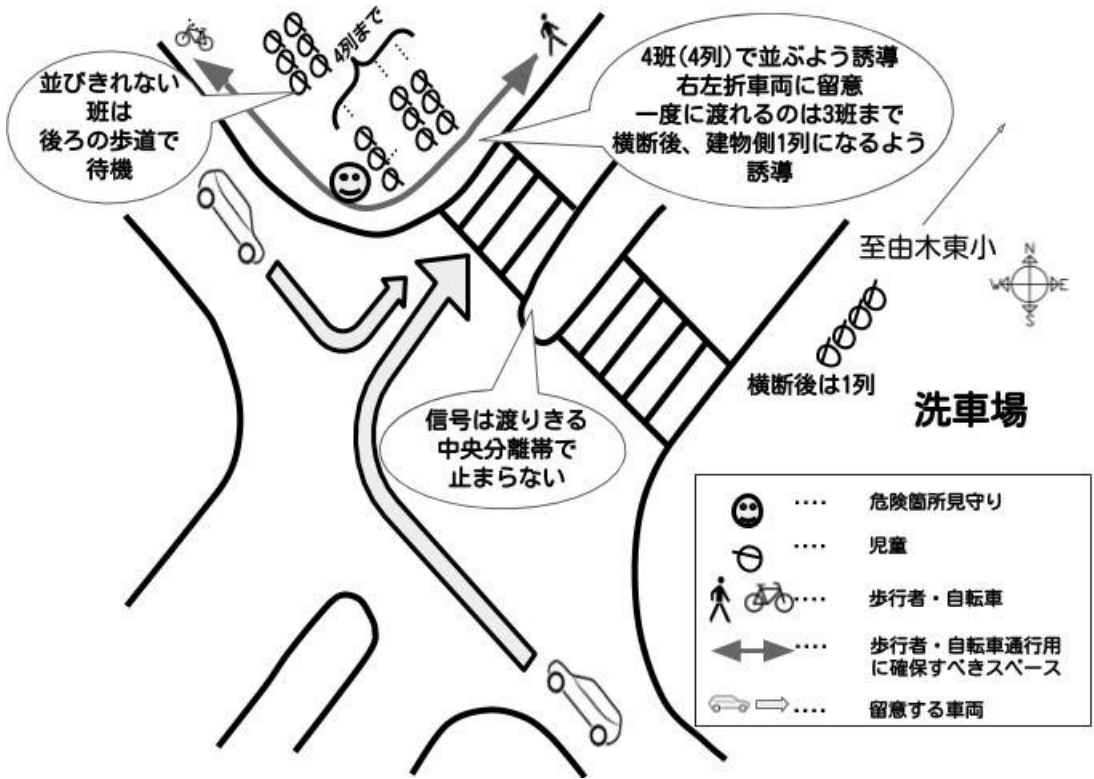 並びきれない
班は
後ろの歩道で
待機
4列まで
4班(4列)で並ぶよう誘導
右左折車両に留意
一度に渡れるのは3班まで
横断後、建物側1列になるよう
誘導
至由木東小
N
W
E
S
横断後は1列
洗車場
信号は渡りきる
中央分離帯で
止まらない
‥‥ 危険箇所見守り
‥‥ 児童
‥‥ 歩行者・自転車
‥‥ 歩行者・自転車通行用
に確保すべきスペース
‥‥ 留意する車両